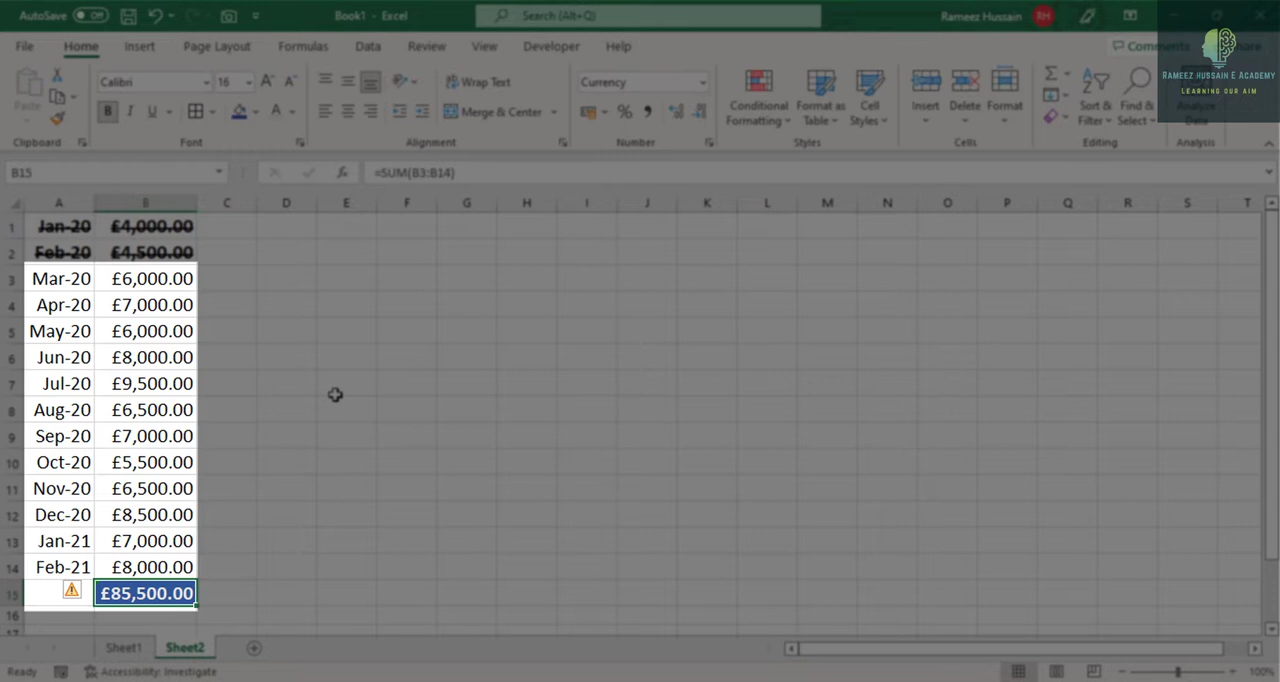 AutoSave Off Book1 - Excel Search (Alt+Q) Rameez Hussain RH
File Home Insert Page Layout Formulas Data Review View Developer Help Comments Share
RAMEEZ HUSSAIN E ACADEMY
LEARNING OUR AIM
Paste Calibri 16 A A Wrap Text Currency Conditional Formatting Format as Table Cell Styles Insert Delete Format Sort & Filter Find & Select Analyze Data
B I U A Merge & Center %
Clipboard Font Alignment Number Styles Cells Editing Analysis
B15 fx =SUM(B3:B14)
A B C D E F G H I J K L M N O P Q R S T
1 Jan-20 £4,000.00
2 Feb-20 £4,500.00
3 Mar-20 £6,000.00
4 Apr-20 £7,000.00
5 May-20 £6,000.00
6 Jun-20 £8,000.00
7 Jul-20 £9,500.00
8 Aug-20 £6,500.00
9 Sep-20 £7,000.00
10 Oct-20 £5,500.00
11 Nov-20 £6,500.00
12 Dec-20 £8,500.00
13 Jan-21 £7,000.00
14 Feb-21 £8,000.00
15 £85,500.00
16
17
Sheet1 Sheet2
Ready Accessibility: Investigate 100%